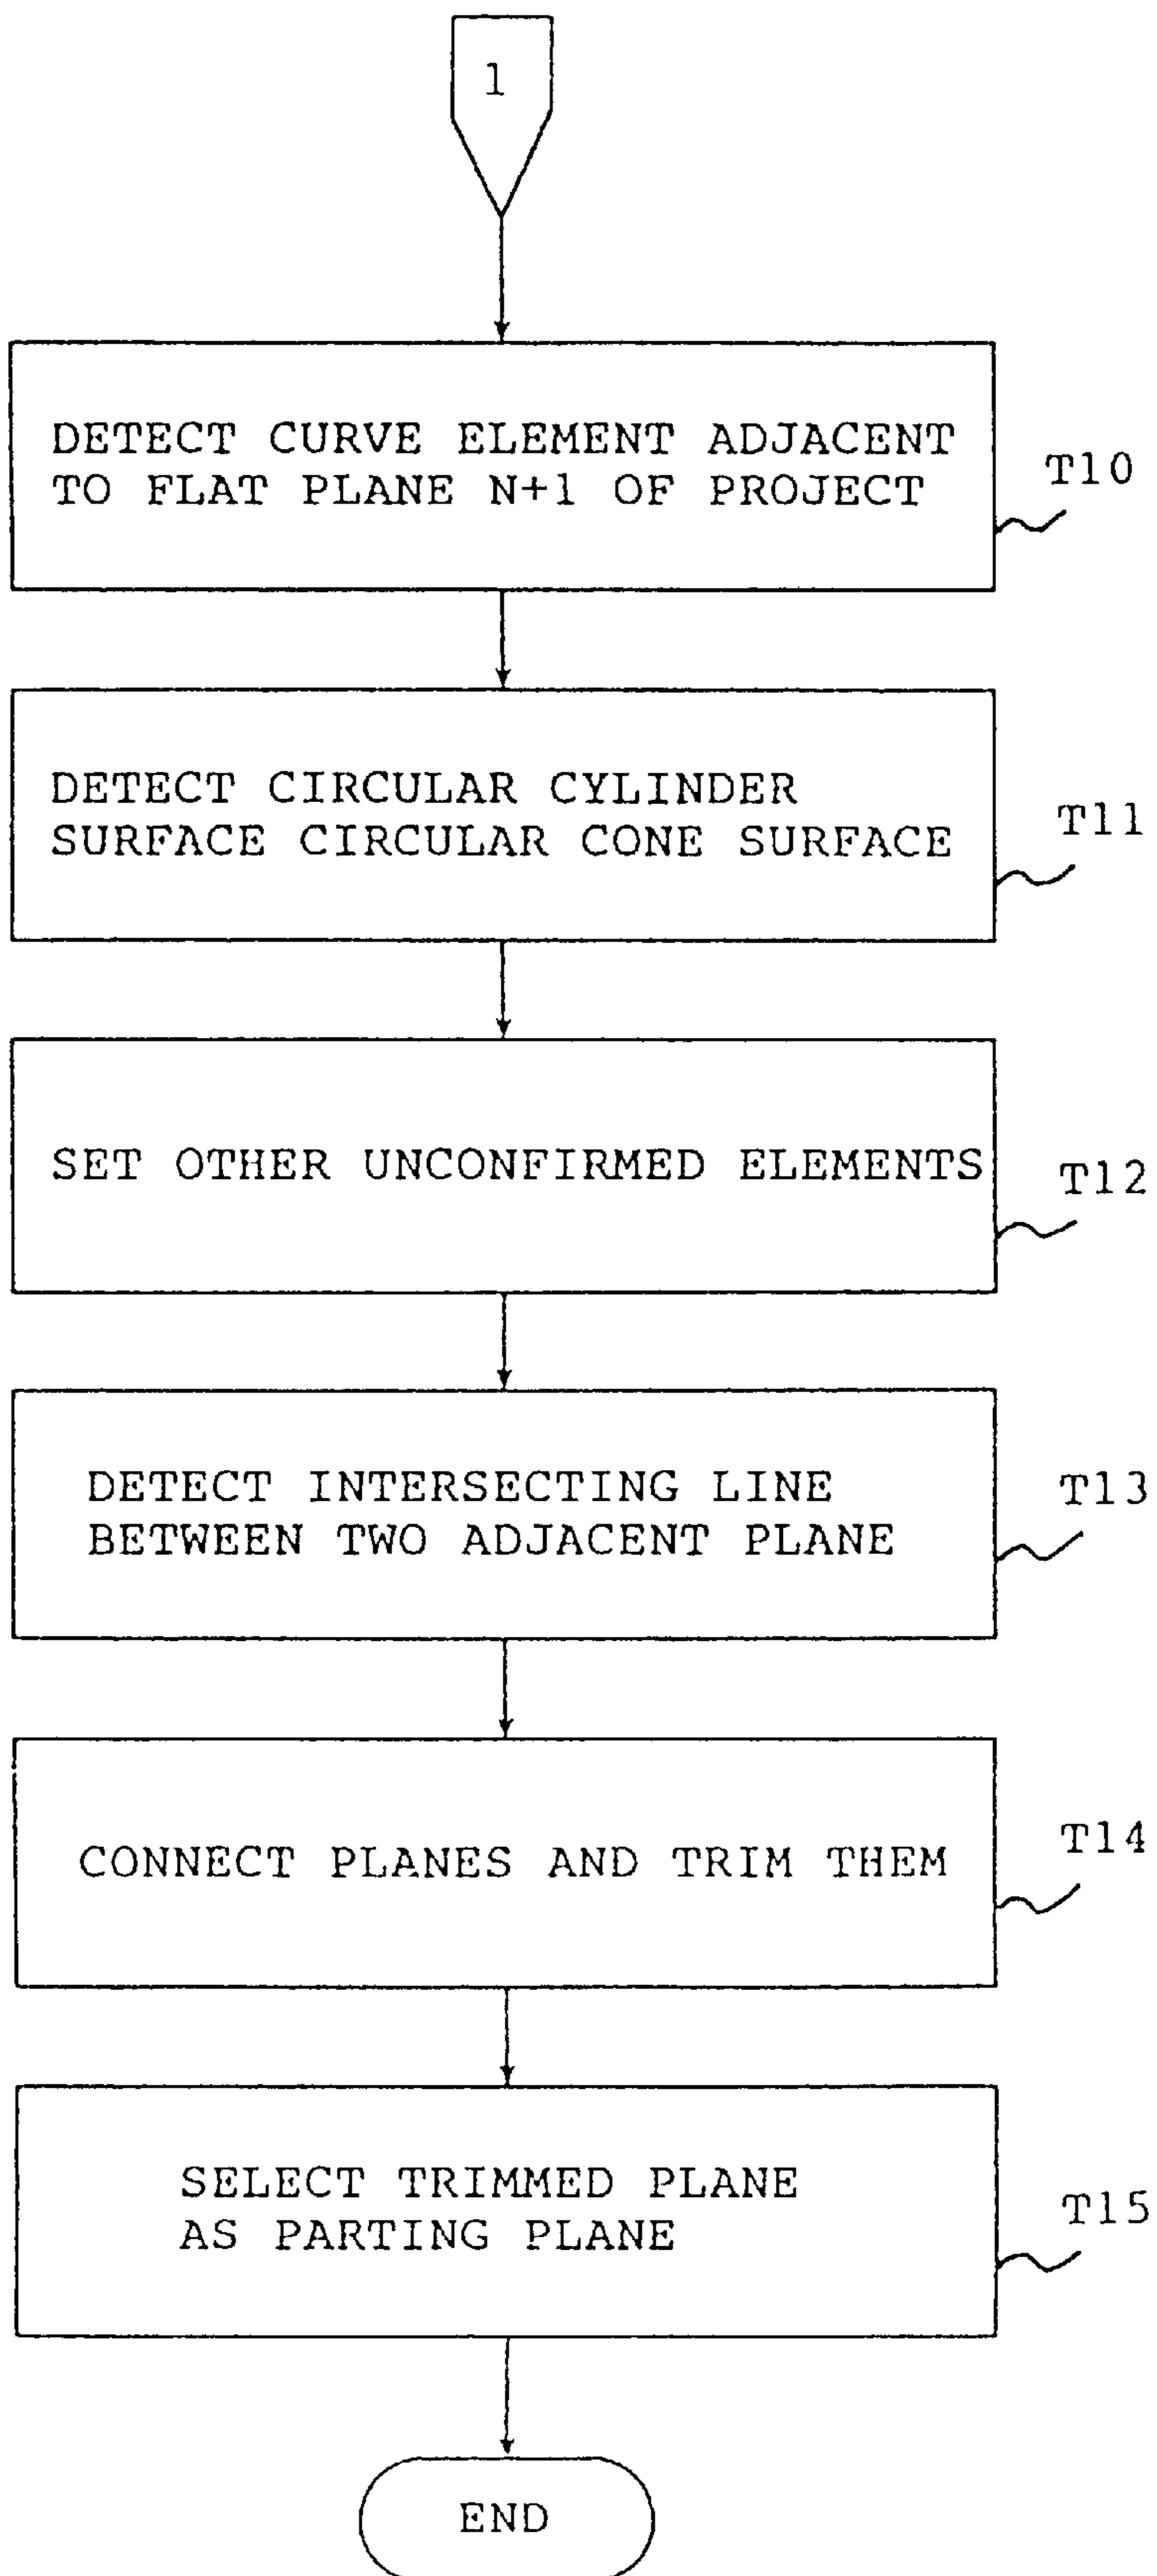 1
DETECT CURVE ELEMENT ADJACENT
TO FLAT PLANE N+1 OF PROJECT
T10
DETECT CIRCULAR CYLINDER
SURFACE CIRCULAR CONE SURFACE
T11
SET OTHER UNCONFIRMED ELEMENTS
T12
DETECT INTERSECTING LINE
BETWEEN TWO ADJACENT PLANE
T13
CONNECT PLANES AND TRIM THEM
T14
SELECT TRIMMED PLANE
AS PARTING PLANE
T15
END